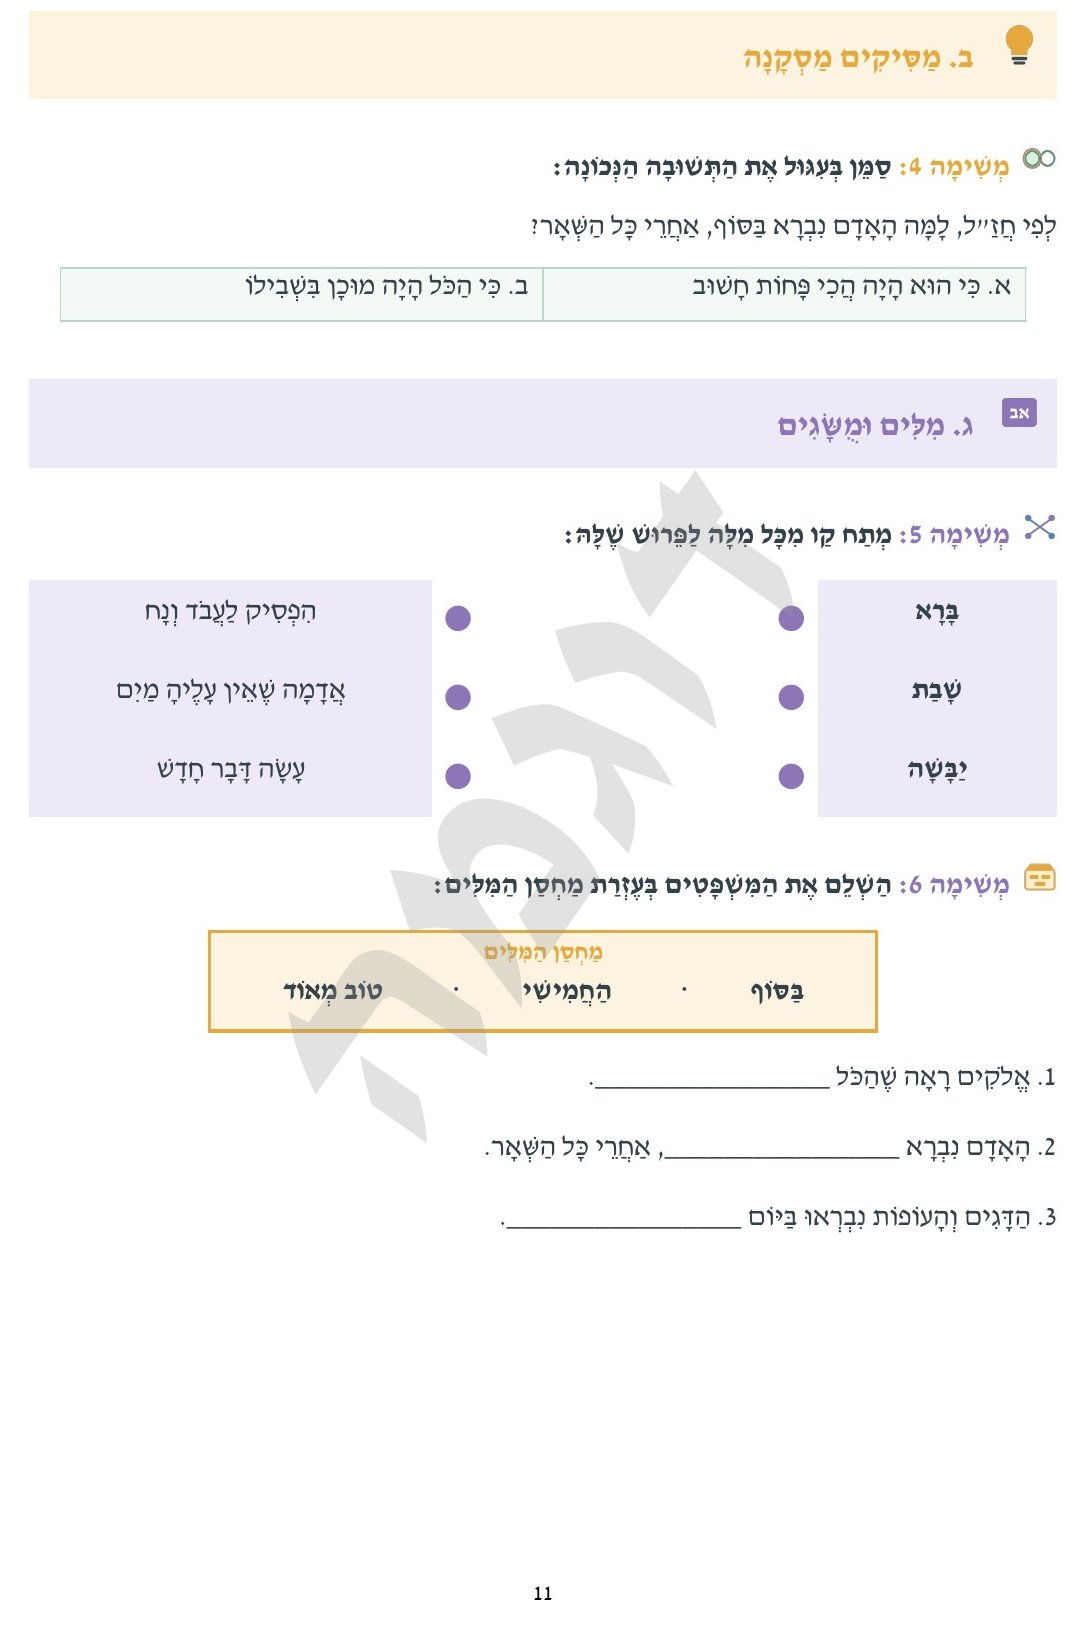 ב. מַסִּיקִים מַסְקָנָה
מְשִׂימָה 4: סַמֵּן בְּעִגּוּל אֶת הַתְּשׁוּבָה הַנְּכוֹנָה:
לְפִי חֲזַ״ל, לָמָּה הָאָדָם נִבְרָא בַּסּוֹף, אַחֲרֵי כָּל הַשְּׁאָר?
א. כִּי הוּא הָיָה הֲכִי פָּחוֹת חָשׁוּב
ב. כִּי הַכֹּל הָיָה מוּכָן בִּשְׁבִילוֹ
אב
ג. מִלִּים וּמֻשָּׂגִים
מְשִׂימָה 5: מְתַח קַו מִכָּל מִלָּה לַפֵּרוּשׁ שֶׁלָּהּ:
בָּרָא
הִפְסִיק לַעֲבֹד וְנָח
שָׁבַת
אֲדָמָה שֶׁאֵין עָלֶיהָ מַיִם
יַבָּשָׁה
עָשָׂה דָּבָר חָדָשׁ
מְשִׂימָה 6: הַשְׁלֵם אֶת הַמִּשְׁפָּטִים בְּעֶזְרַת מַחְסַן הַמִּלִּים:
מַחְסַן הַמִּלִּים
בַּסּוֹף · הַחֲמִישִׁי · טוֹב מְאוֹד
1. אֱלֹקִים רָאָה שֶׁהַכֹּל __________________.
2. הָאָדָם נִבְרָא __________________, אַחֲרֵי כָּל הַשְּׁאָר.
3. הַדָּגִים וְהָעוֹפוֹת נִבְרְאוּ בַּיּוֹם __________________.
דוגמה
11